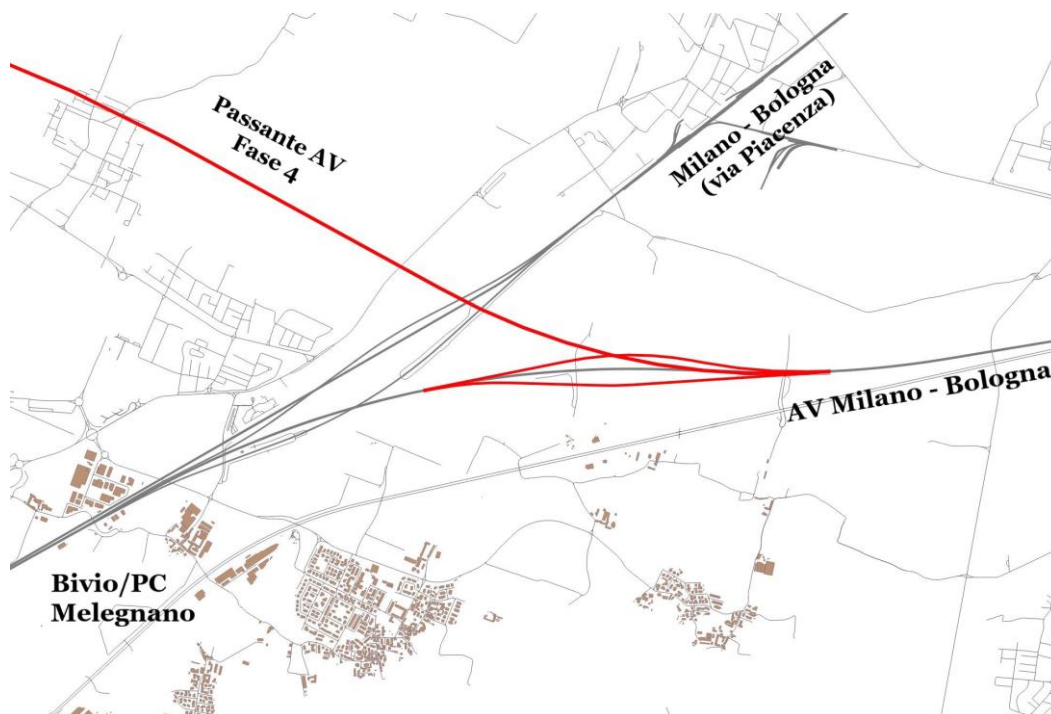 Passante AV
Fase 4
Milano - Bologna
(via Piacenza)
AV Milano - Bologna
Bivio/PC
Melegnano